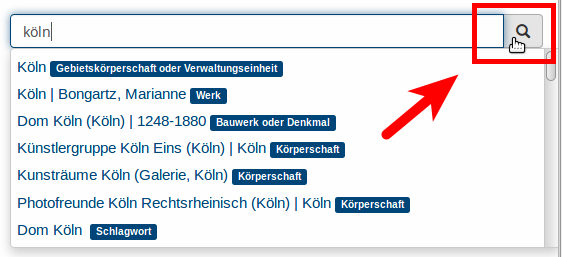 köln
Köln Gebietskörperschaft oder Verwaltungseinheit
Köln | Bongartz, Marianne Werk
Dom Köln (Köln) | 1248-1880 Bauwerk oder Denkmal
Künstlergruppe Köln Eins (Köln) | Köln Körperschaft
Kunsträume Köln (Galerie, Köln) Körperschaft
Photofreunde Köln Rechtsrheinisch (Köln) | Köln Körperschaft
Dom Köln Schlagwort